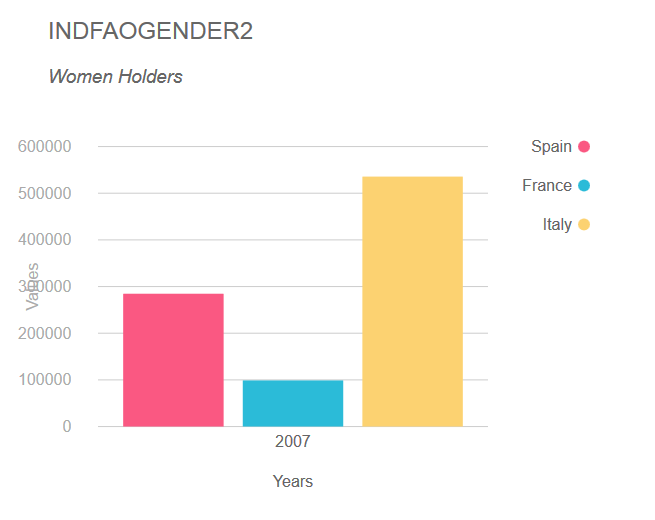 INDFAOGENDER2
Women Holders
600000
500000
400000
300000
200000
100000
0
Values
2007
Years
Spain
France
Italy